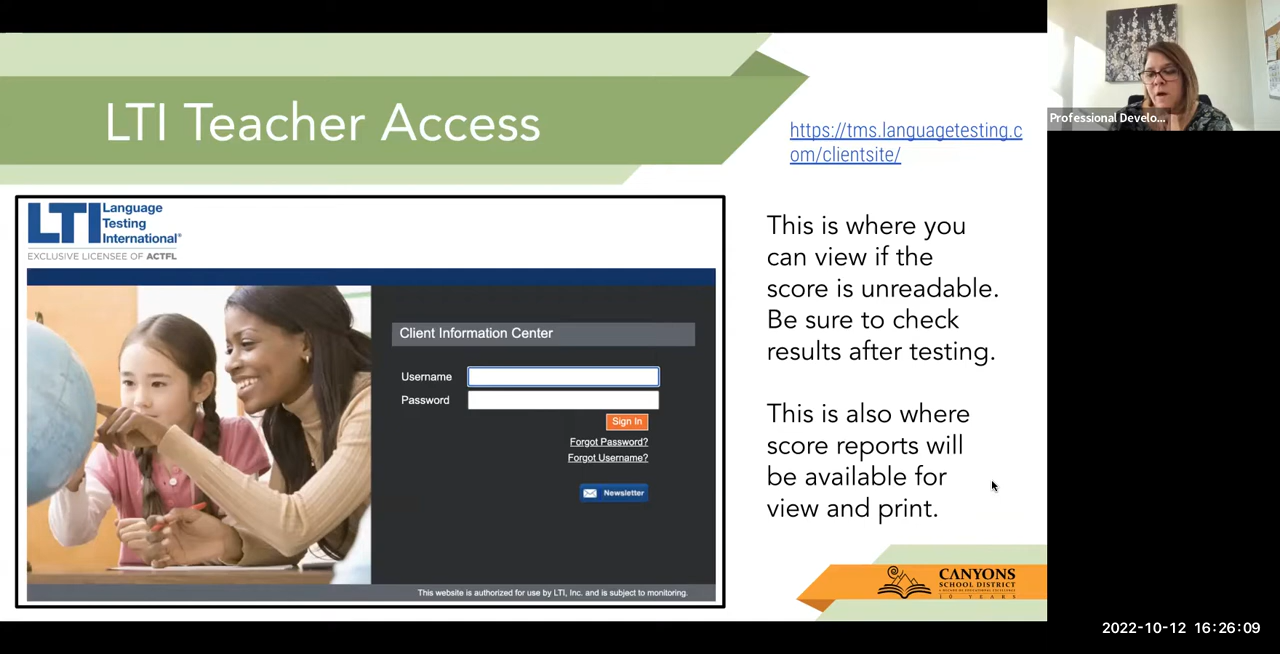 LTI Teacher Access
https://tms.languagetesting.c
om/clientsite/
Professional Develo...
LTI Language
Testing
International®
EXCLUSIVE LICENSEE OF ACTFL
Client Information Center
Username
Password
Sign In
Forgot Password?
Forgot Username?
Newsletter
This website is authorized for use by LTI, Inc. and is subject to monitoring.
This is where you
can view if the
score is unreadable.
Be sure to check
results after testing.
This is also where
score reports will
be available for
view and print.
CANYONS
SCHOOL DISTRICT
10 YEARS
2022-10-12 16:26:09